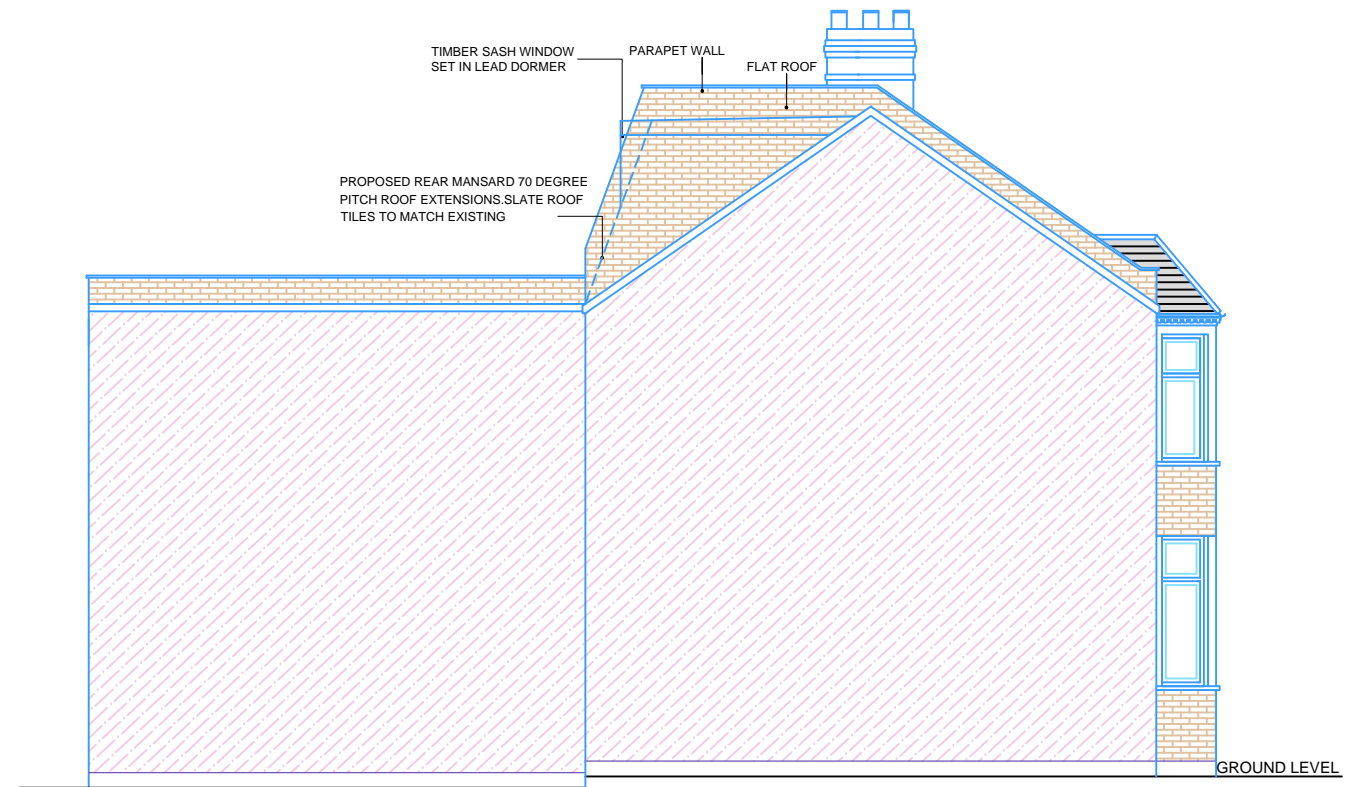 TIMBER SASH WINDOW
SET IN LEAD DORMER
PARAPET WALL
FLAT ROOF
PROPOSED REAR MANSARD 70 DEGREE
PITCH ROOF EXTENSIONS.SLATE ROOF
TILES TO MATCH EXISTING
GROUND LEVEL